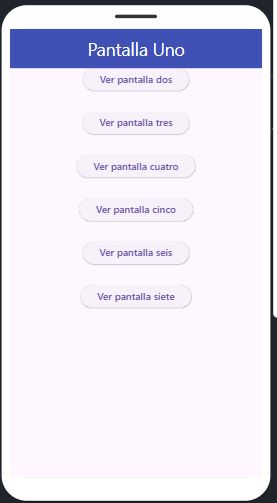 Pantalla Uno
Ver pantalla dos
Ver pantalla tres
Ver pantalla cuatro
Ver pantalla cinco
Ver pantalla seis
Ver pantalla siete